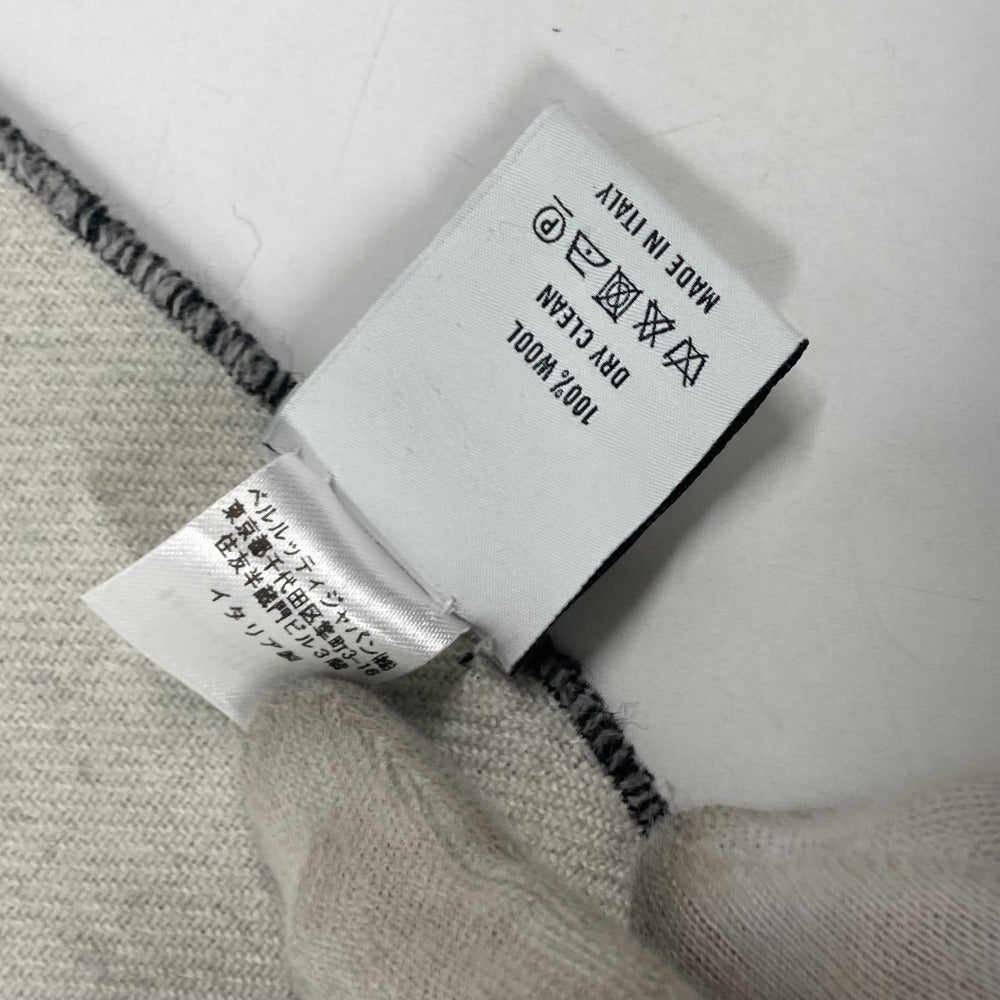 100% WOOL
DRY CLEAN
P
MADE IN ITALY
ベルルッティジャパン㈱
東京都千代田区隼町3-16
住友半蔵門ビル3階
イタリア製